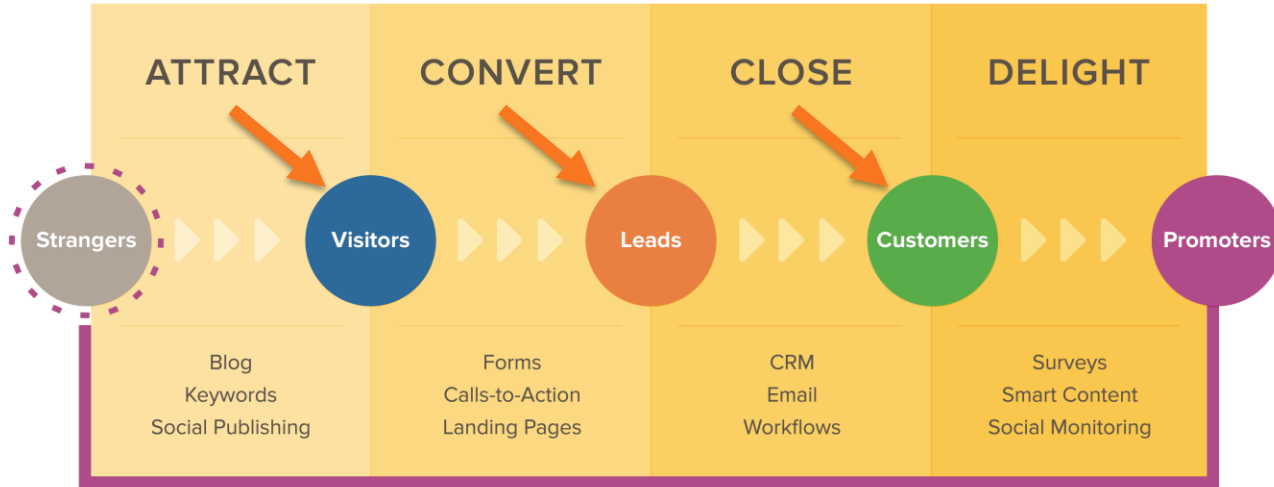 ATTRACT
CONVERT
CLOSE
DELIGHT
Strangers
Visitors
Leads
Customers
Promoters
Blog
Keywords
Social Publishing
Forms
Calls-to-Action
Landing Pages
CRM
Email
Workflows
Surveys
Smart Content
Social Monitoring